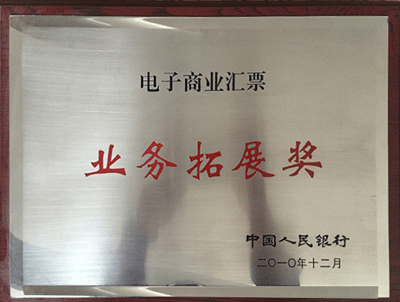 电子商业汇票
业务拓展奖
中国人民银行
二〇一〇年十二月